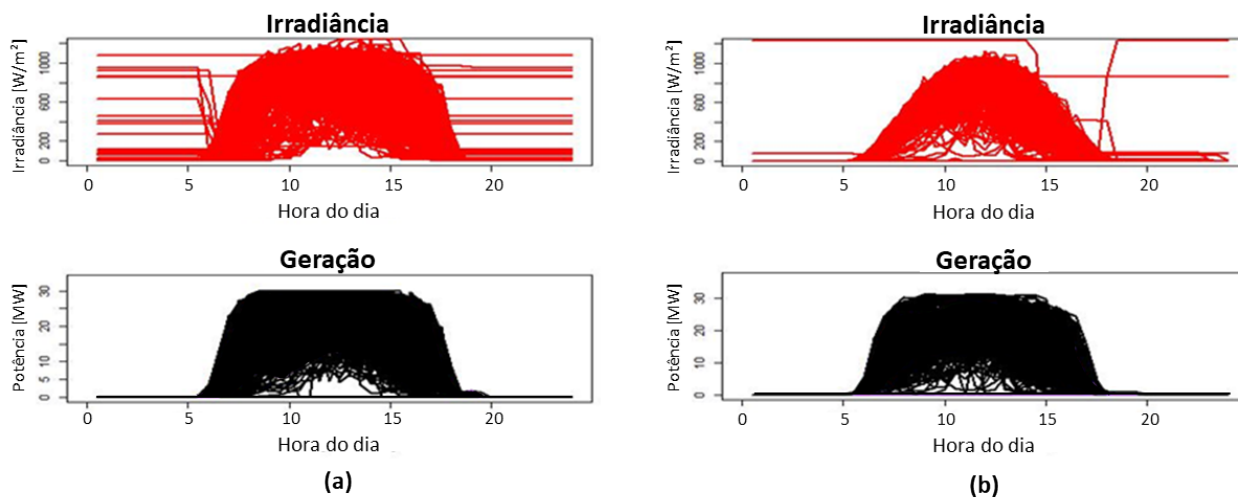 Irradiância
Irradiância [W/m²]
1000
600
200
0
0 5 10 15 20
Hora do dia
Geração
Potência [MW]
30
20
10
5
0
0 5 10 15 20
Hora do dia
(a)
Irradiância
Irradiância [W/m²]
1000
600
200
0
0 5 10 15 20
Hora do dia
Geração
Potência [MW]
30
20
10
0
0 5 10 15 20
Hora do dia
(b)